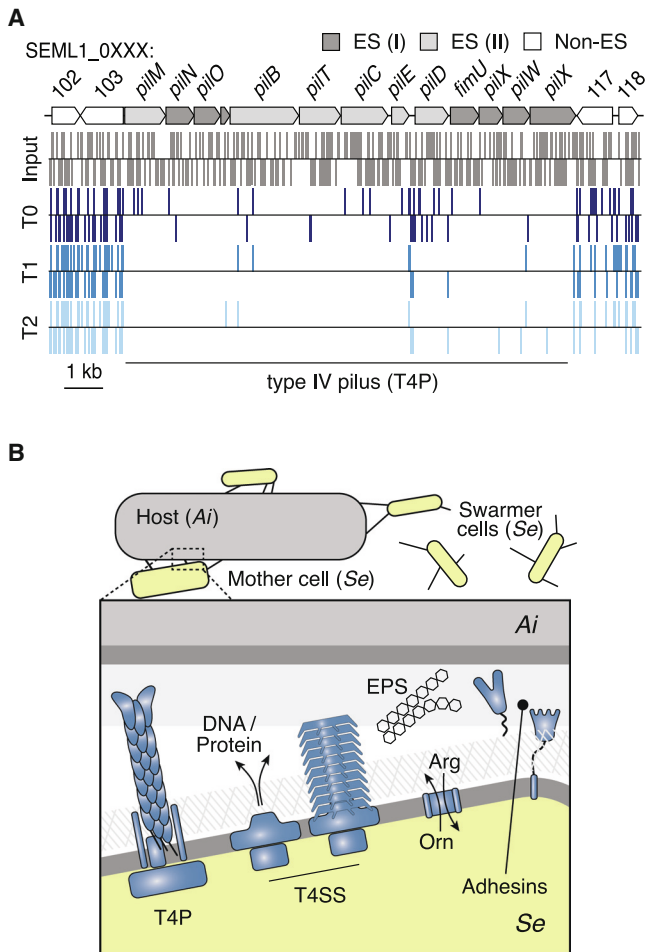 A
SEML1_0XXX:
ES (I) ES (II) Non-ES
102 103 pilM pilN pilO pilB pilT pilC pilE pilD fimU pilX pilW pilX 117 118
Input
T0
T1
T2
1 kb
type IV pilus (T4P)
B
Host (Ai)
Swarmer
cells (Se)
Mother cell (Se)
Ai
EPS
DNA /
Protein
Arg
Orn
Adhesins
T4SS
T4P
Se